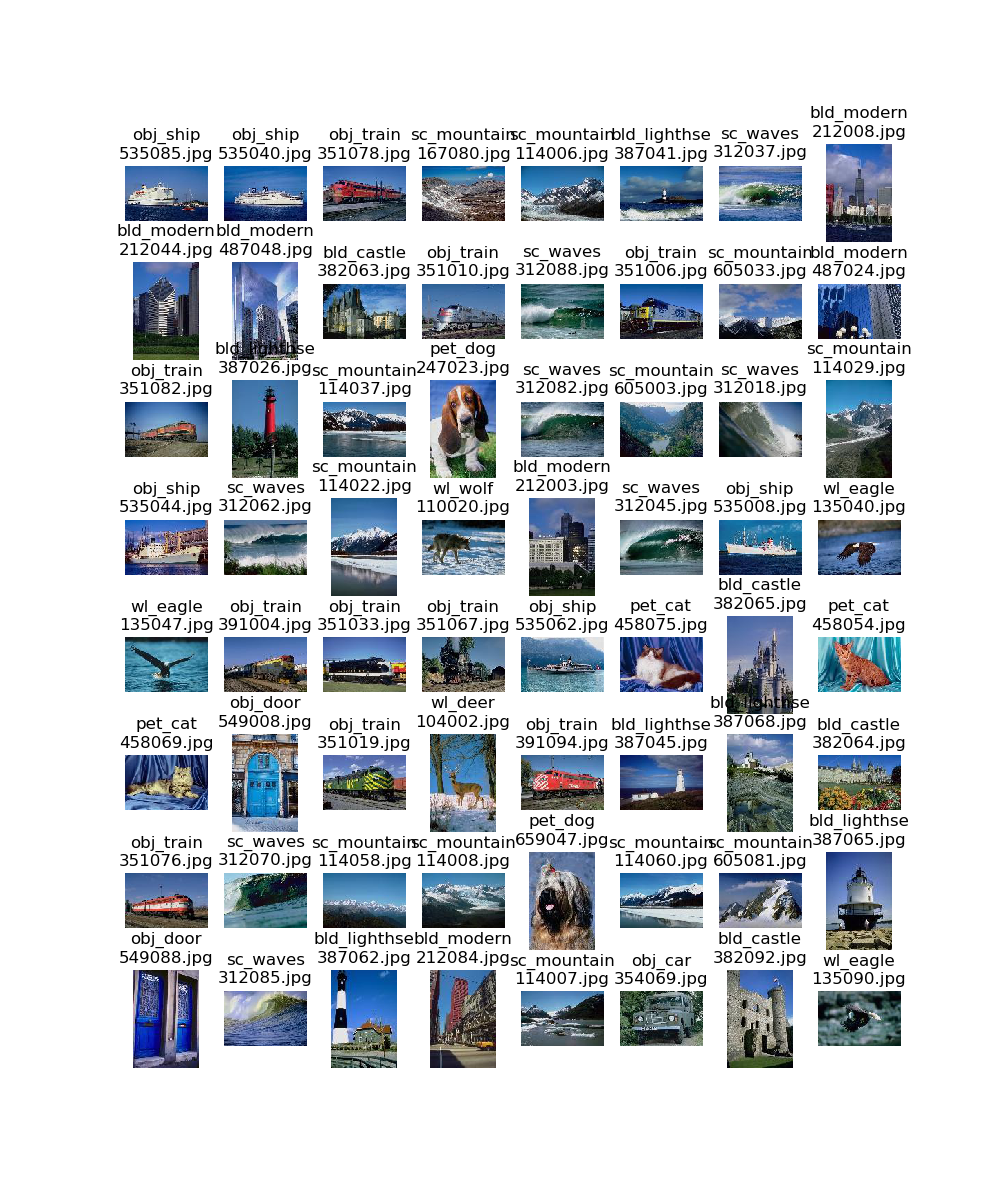 obj_ship
535085.jpg
obj_ship
535040.jpg
obj_train
351078.jpg
sc_mountain
167080.jpg
sc_mountain
114006.jpg
bld_lighthse
387041.jpg
sc_waves
312037.jpg
bld_modern
212008.jpg
bld_modern
212044.jpg
bld_modern
487048.jpg
bld_castle
382063.jpg
obj_train
351010.jpg
sc_waves
312088.jpg
obj_train
351006.jpg
sc_mountain
605033.jpg
bld_modern
487024.jpg
obj_train
351082.jpg
bld_lighthse
387026.jpg
sc_mountain
114037.jpg
pet_dog
247023.jpg
sc_waves
312082.jpg
sc_mountain
605003.jpg
sc_waves
312018.jpg
sc_mountain
114029.jpg
obj_ship
535044.jpg
sc_waves
312062.jpg
sc_mountain
114022.jpg
wl_wolf
110020.jpg
bld_modern
212003.jpg
sc_waves
312045.jpg
obj_ship
535008.jpg
wl_eagle
135040.jpg
wl_eagle
135047.jpg
obj_train
391004.jpg
obj_train
351033.jpg
obj_train
351067.jpg
obj_ship
535062.jpg
pet_cat
458075.jpg
bld_castle
382065.jpg
pet_cat
458054.jpg
pet_cat
458069.jpg
obj_door
549008.jpg
obj_train
351019.jpg
wl_deer
104002.jpg
obj_train
391094.jpg
bld_lighthse
387045.jpg
bld_lighthse
387068.jpg
bld_castle
382064.jpg
obj_train
351076.jpg
sc_waves
312070.jpg
sc_mountain
114058.jpg
sc_mountain
114008.jpg
pet_dog
659047.jpg
sc_mountain
114060.jpg
sc_mountain
605081.jpg
bld_lighthse
387065.jpg
obj_door
549088.jpg
sc_waves
312085.jpg
bld_lighthse
387062.jpg
bld_modern
212084.jpg
sc_mountain
114007.jpg
obj_car
354069.jpg
bld_castle
382092.jpg
wl_eagle
135090.jpg